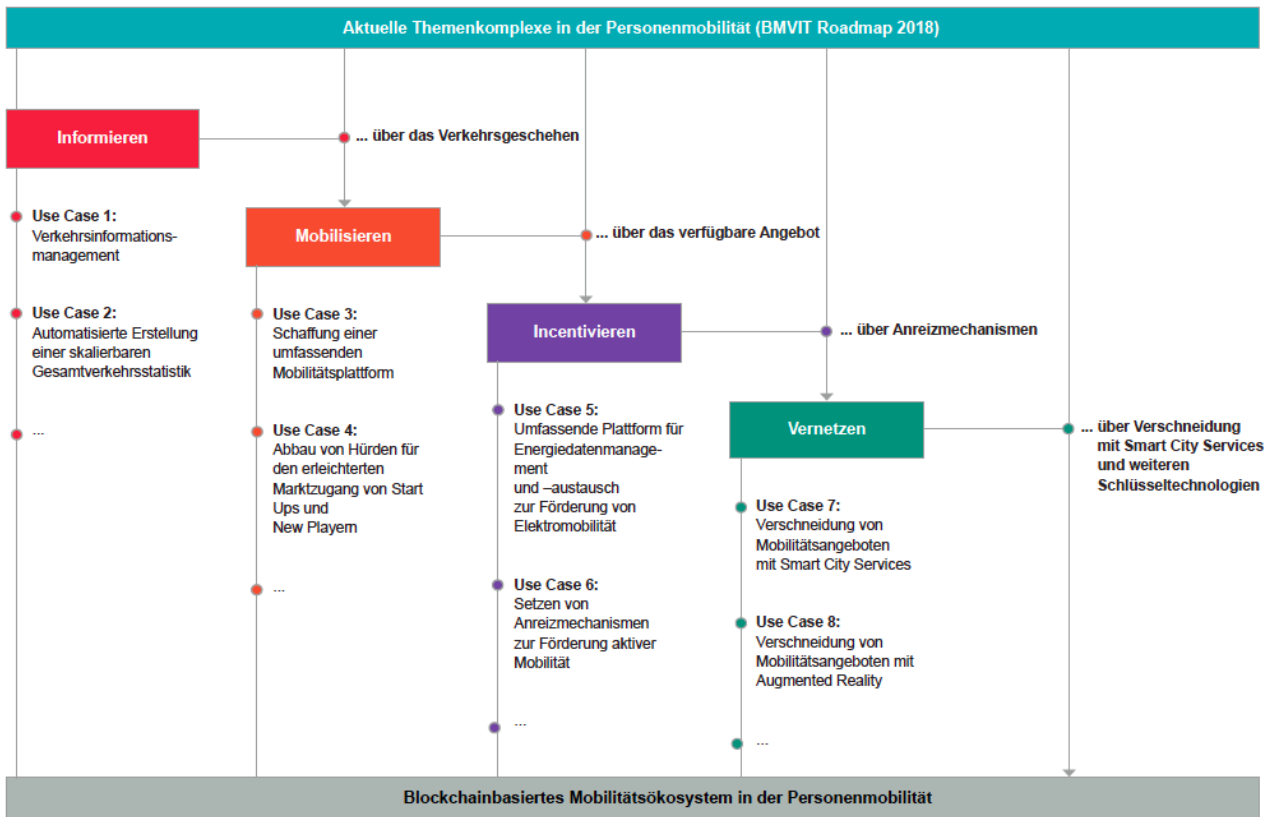 Aktuelle Themenkomplexe in der Personenmobilität (BMVIT Roadmap 2018)
Informieren
... über das Verkehrsgeschehen
Use Case 1:
Verkehrsinformations-
management
Use Case 2:
Automatisierte Erstellung
einer skalierbaren
Gesamtverkehrsstatistik
...
Mobilisieren
... über das verfügbare Angebot
Use Case 3:
Schaffung einer
umfassenden
Mobilitätsplattform
Use Case 4:
Abbau von Hürden für
den erleichterten
Marktzugang von Start
Ups und
New Playern
...
Incentivieren
... über Anreizmechanismen
Use Case 5:
Umfassende Plattform für
Energiedatenmanage-
ment
und –austausch
zur Förderung von
Elektromobilität
Use Case 6:
Setzen von
Anreizmechanismen
zur Förderung aktiver
Mobilität
...
Vernetzen
... über Verschneidung
mit Smart City Services
und weiteren
Schlüsseltechnologien
Use Case 7:
Verschneidung von
Mobilitätsangeboten
mit Smart City Services
Use Case 8:
Verschneidung von
Mobilitätsangeboten mit
Augmented Reality
...
Blockchainbasiertes Mobilitätsökosystem in der Personenmobilität